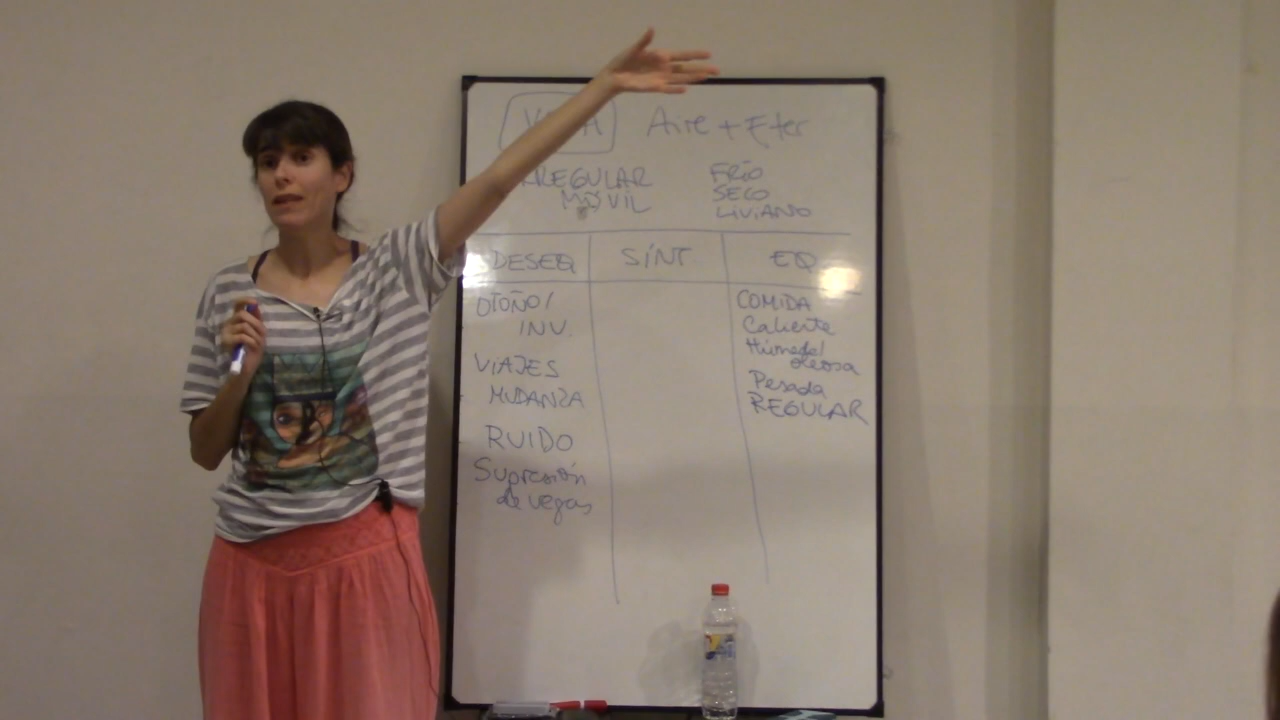 Aire + Eter
FRÍO
MÓVIL
SECO
LIVIANO
DESEQ
SÍNT
EQ
OTOÑO/
INV.
VIAJES
MUDANZA
RUIDO
Supresión
de vegas
COMIDA
Caliente
Húmeda/
oleosa
Pesada
REGULAR